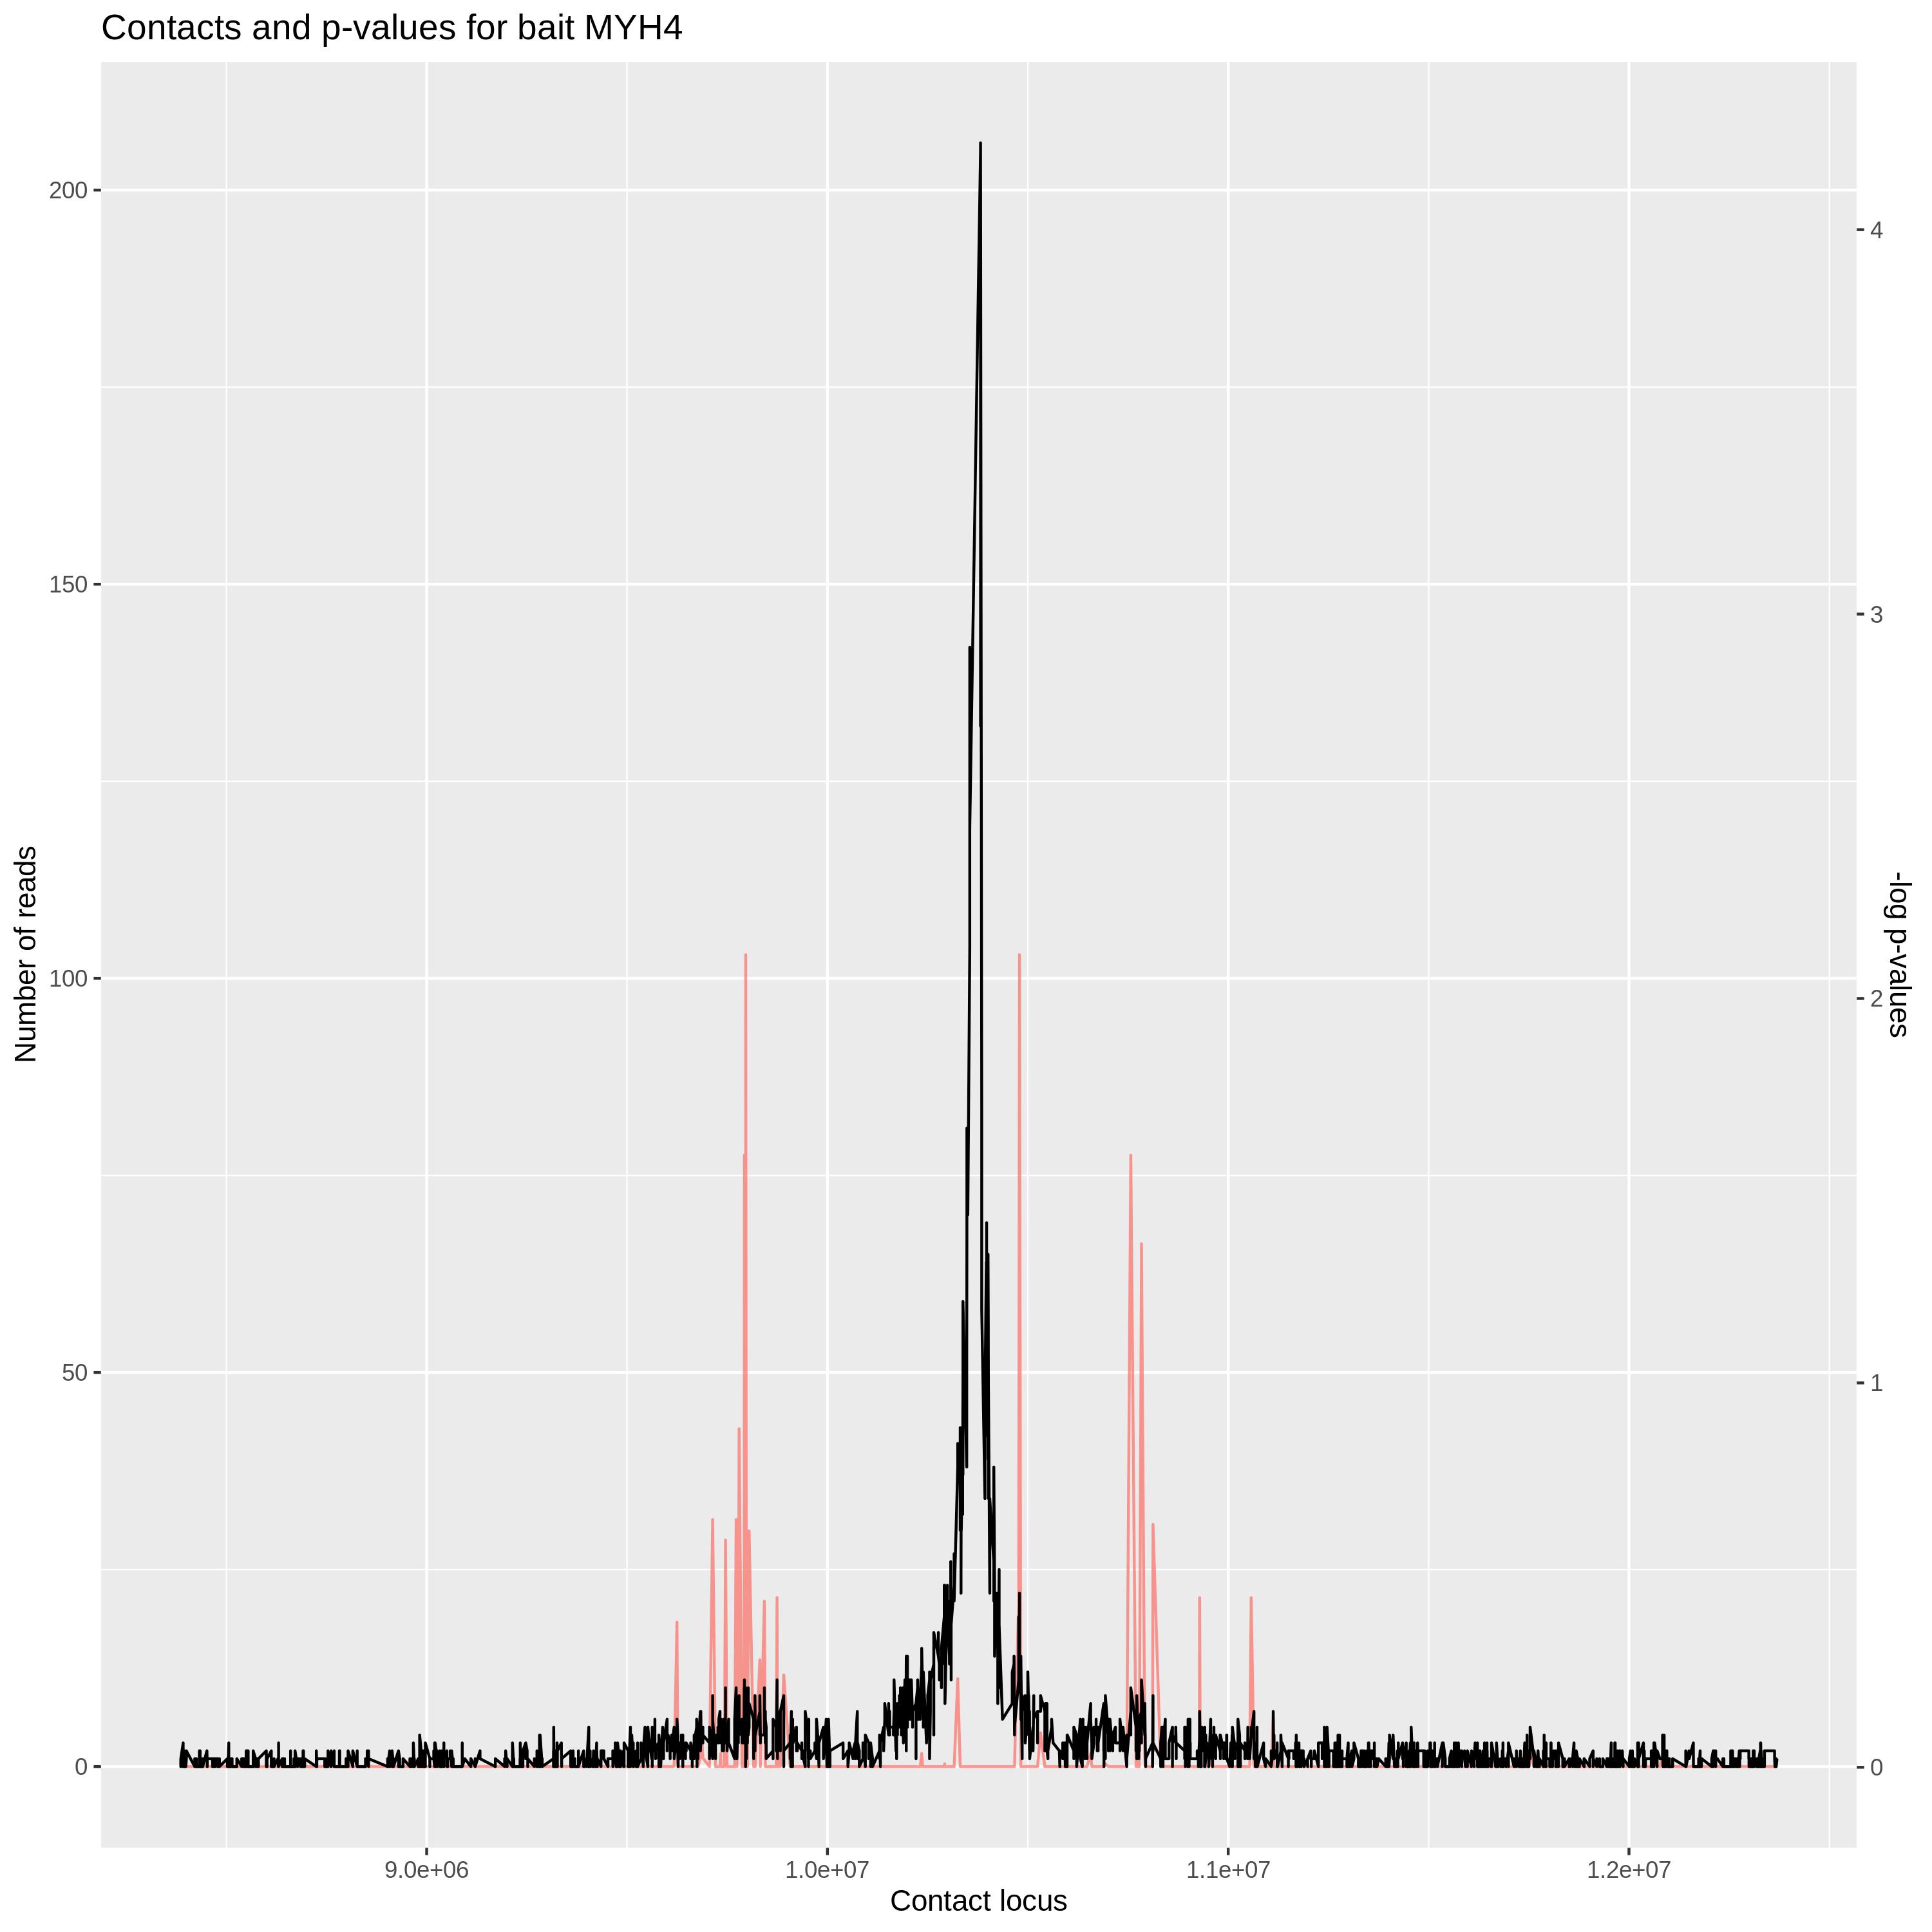 Contacts and p-values for bait MYH4
Number of reads
200
150
100
50
0
4
3
2
1
0
-log p-values
9.0e+06
1.0e+07
1.1e+07
1.2e+07
Contact locus